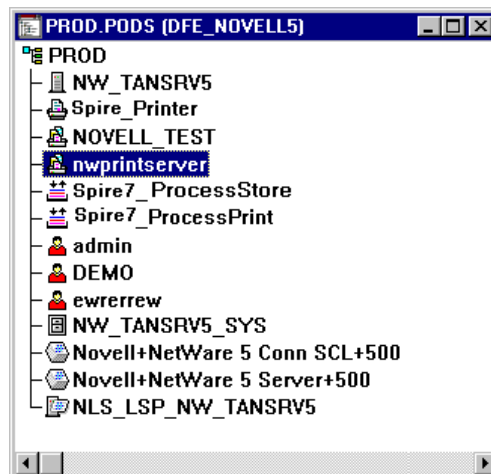 PROD.PODS (DFE_NOVELL5)
PROD
NW_TANSRV5
Spire_Printer
NOVELL_TEST
nwprintserver
Spire7_ProcessStore
Spire7_ProcessPrint
admin
DEMO
ewrerrew
NW_TANSRV5_SYS
Novell+NetWare 5 Conn SCL+500
Novell+NetWare 5 Server+500
NLS_LSP_NW_TANSRV5